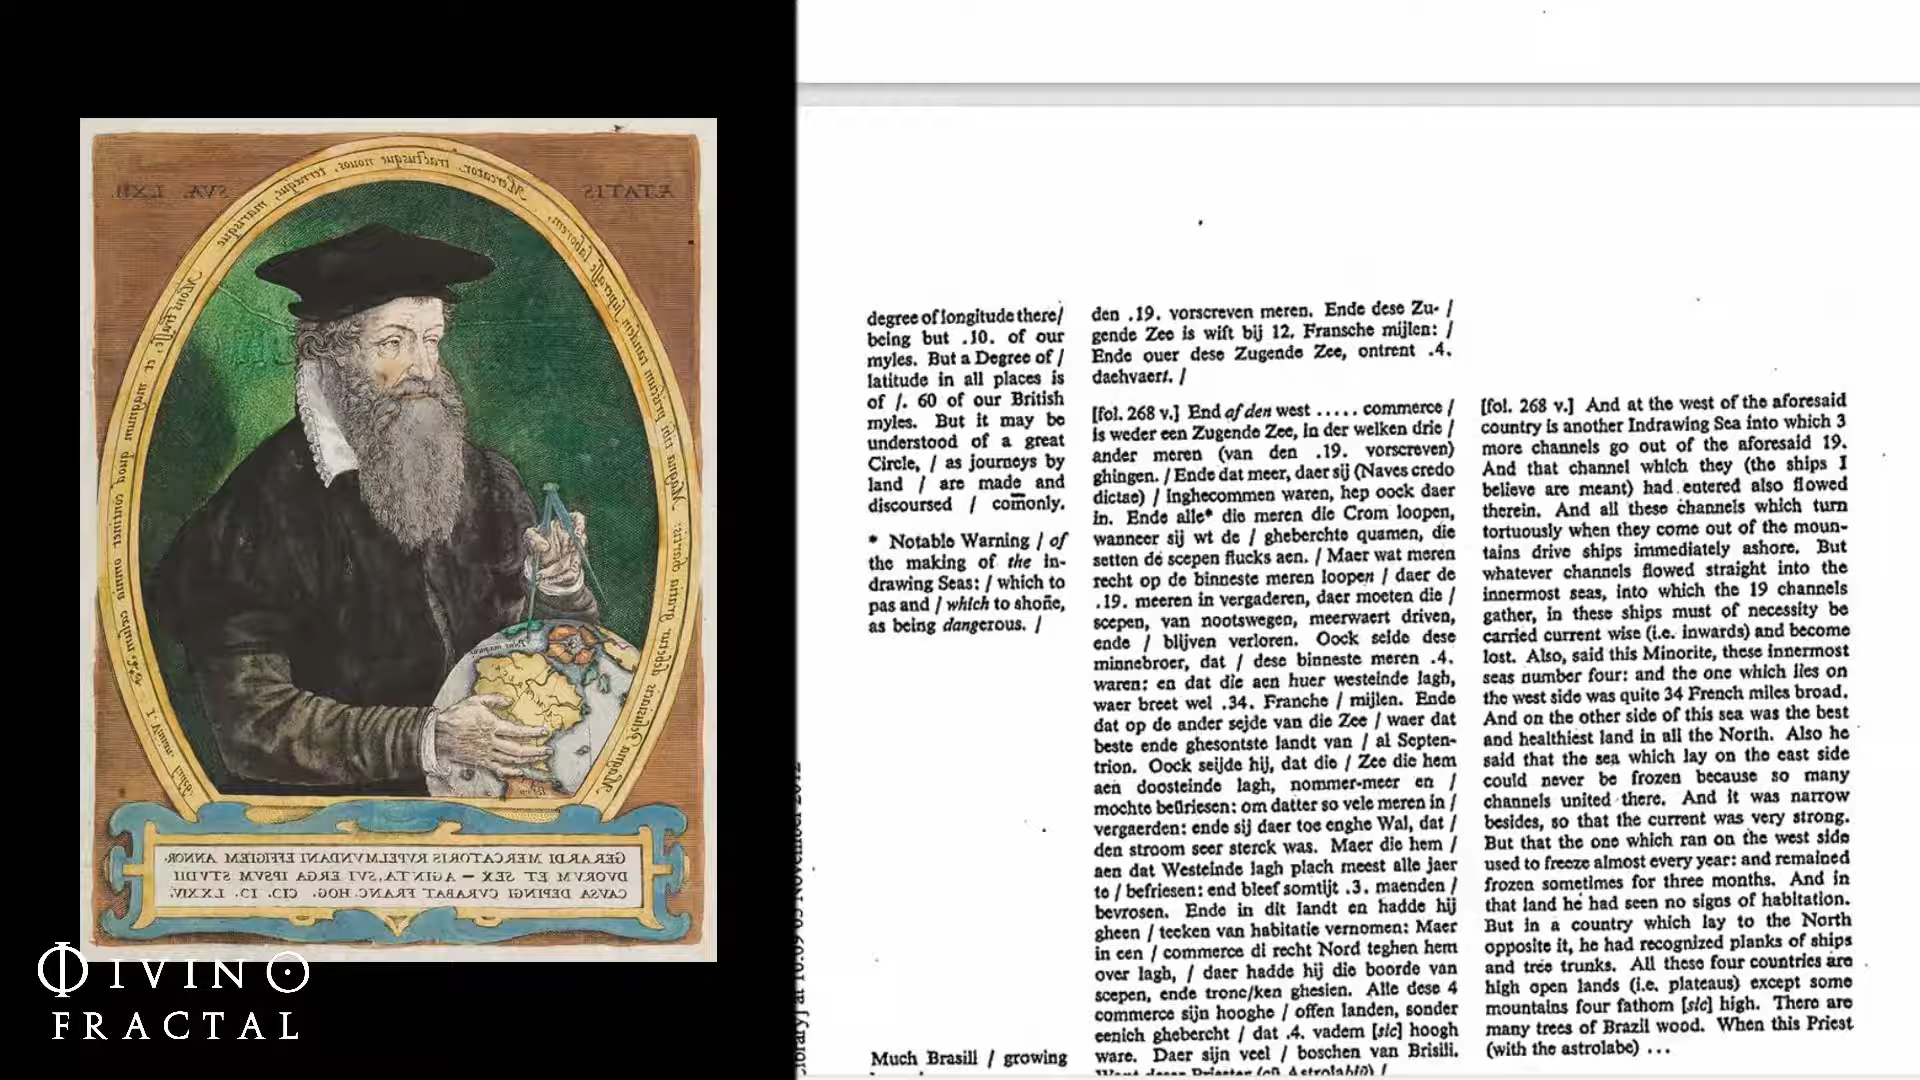 ÆTATIS SVÆ. LXII.
GERARDI MERCATORIS RVPELMVNDANI EFFIGIEM ANNOR·
DVORVM ET SEX — AGINTA, SVI ERGA IPSVM STVDII
CAVSA DEPINGI CVRABAT FRANC. HOG. CIƆ. IƆ. LXXIV.
DIVINO
FRACTAL
degree of longitude there/
being but .10. of our
myles. But a Degree of /
latitude in all places is
of /. 60 of our British
myles. But it may be
understood of a great
Circle, / as journeys by
land / are made and
discoursed / com̄only.
* Notable Warning / of
the making of the in-
drawing Seas: / which to
pas and / which to shoñe,
as being dangerous. /
Much Brasill / growing
den .19. vorscreven meren. Ende dese Zu- /
gende Zee is wift bij 12. Fransche mijlen: /
Ende ouer dese Zugende Zee, ontrent .4.
daehvaert. /
[fol. 268 v.] End af den west ..... commerce /
is weder een Zugende Zee, in der welken drie /
ander meren (van den .19. vorscreven)
ghingen. / Ende dat meer, daer sij (Naves credo
dictae) / inghecommen waren, hep oock daer
in. Ende alle* die meren die Crom loopen,
wanneer sij wt de / gheberchte quamen, die
setten de scepen flucks aen. / Maer wat meren
recht op de binneste meren loopen / daer de
.19. meeren in vergaderen, daer moeten die /
scepen, van nootswegen, meerwaert driven,
ende / blijven verloren. Oock seide dese
minnebroer, dat / dese binneste meren .4.
waren: en dat die aen huer westeinde lagh,
waer breet wel .34. Franche / mijlen. Ende
dat op de ander sejde van die Zee / waer dat
beste ende ghesontste landt van / al Septen-
trion. Oock seijde hij, dat die / Zee die hem
aen doosteinde lagh, nommer-meer en /
mochte befìriesen: om datter so vele meren in /
vergaerden: ende sij daer toe enghe Wal, dat /
den stroom seer sterck was. Maer die hem /
aen dat Westeinde lagh plach meest alle jaer
te / befriesen: end bleef somtijt .3. maenden /
bevrosen. Ende in dit landt en hadde hij
gheen / teeken van habitatie vernomen: Maer
in een / commerce di recht Nord teghen hem
over lagh, / daer hadde hij die boorde van
scepen, ende tronc/ken ghesien. Alle dese 4
commerce sijn hooghe / offen landen, sonder
eenich ghebercht / dat .4. vadem [sic] hoogh
ware. Daer sijn veel / boschen van Brisili.
[fol. 268 v.] And at the west of the aforesaid
country is another Indrawing Sea into which 3
more channels go out of the aforesaid 19.
And that channel which they (the ships I
believe are meant) had entered also flowed
therein. And all these channels which turn
tortuously when they come out of the moun-
tains drive ships immediately ashore. But
whatever channels flowed straight into the
innermost seas, into which the 19 channels
gather, in these ships must of necessity be
carried current wise (i.e. inwards) and become
lost. Also, said this Minorite, these innermost
seas number four: and the one which lies on
the west side was quite 34 French miles broad.
And on the other side of this sea was the best
and healthiest land in all the North. Also he
said that the sea which lay on the east side
could never be frozen because so many
channels united there. And it was narrow
besides, so that the current was very strong.
But that the one which ran on the west side
used to freeze almost every year: and remained
frozen sometimes for three months. And in
that land he had seen no signs of habitation.
But in a country which lay to the North
opposite it, he had recognized planks of ships
and tree trunks. All these four countries are
high open lands (i.e. plateaus) except some
mountains four fathom [sic] high. There are
many trees of Brazil wood. When this Priest
(with the astrolabe) ...